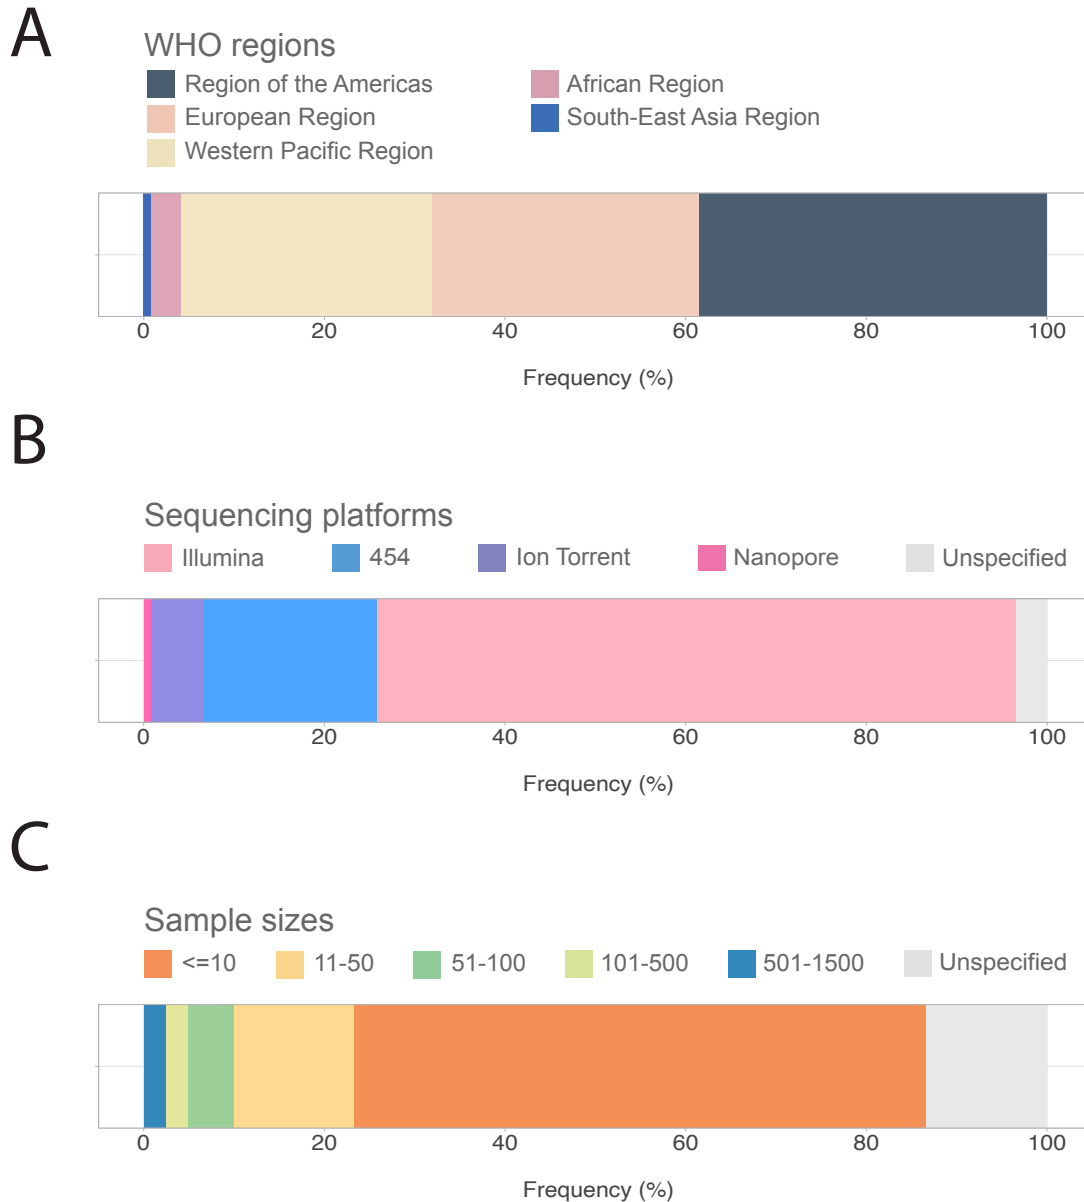 A
WHO regions
Region of the Americas African Region
European Region South-East Asia Region
Western Pacific Region
0 20 40 60 80 100
Frequency (%)
B
Sequencing platforms
Illumina 454 Ion Torrent Nanopore Unspecified
0 20 40 60 80 100
Frequency (%)
C
Sample sizes
<=10 11-50 51-100 101-500 501-1500 Unspecified
0 20 40 60 80 100
Frequency (%)